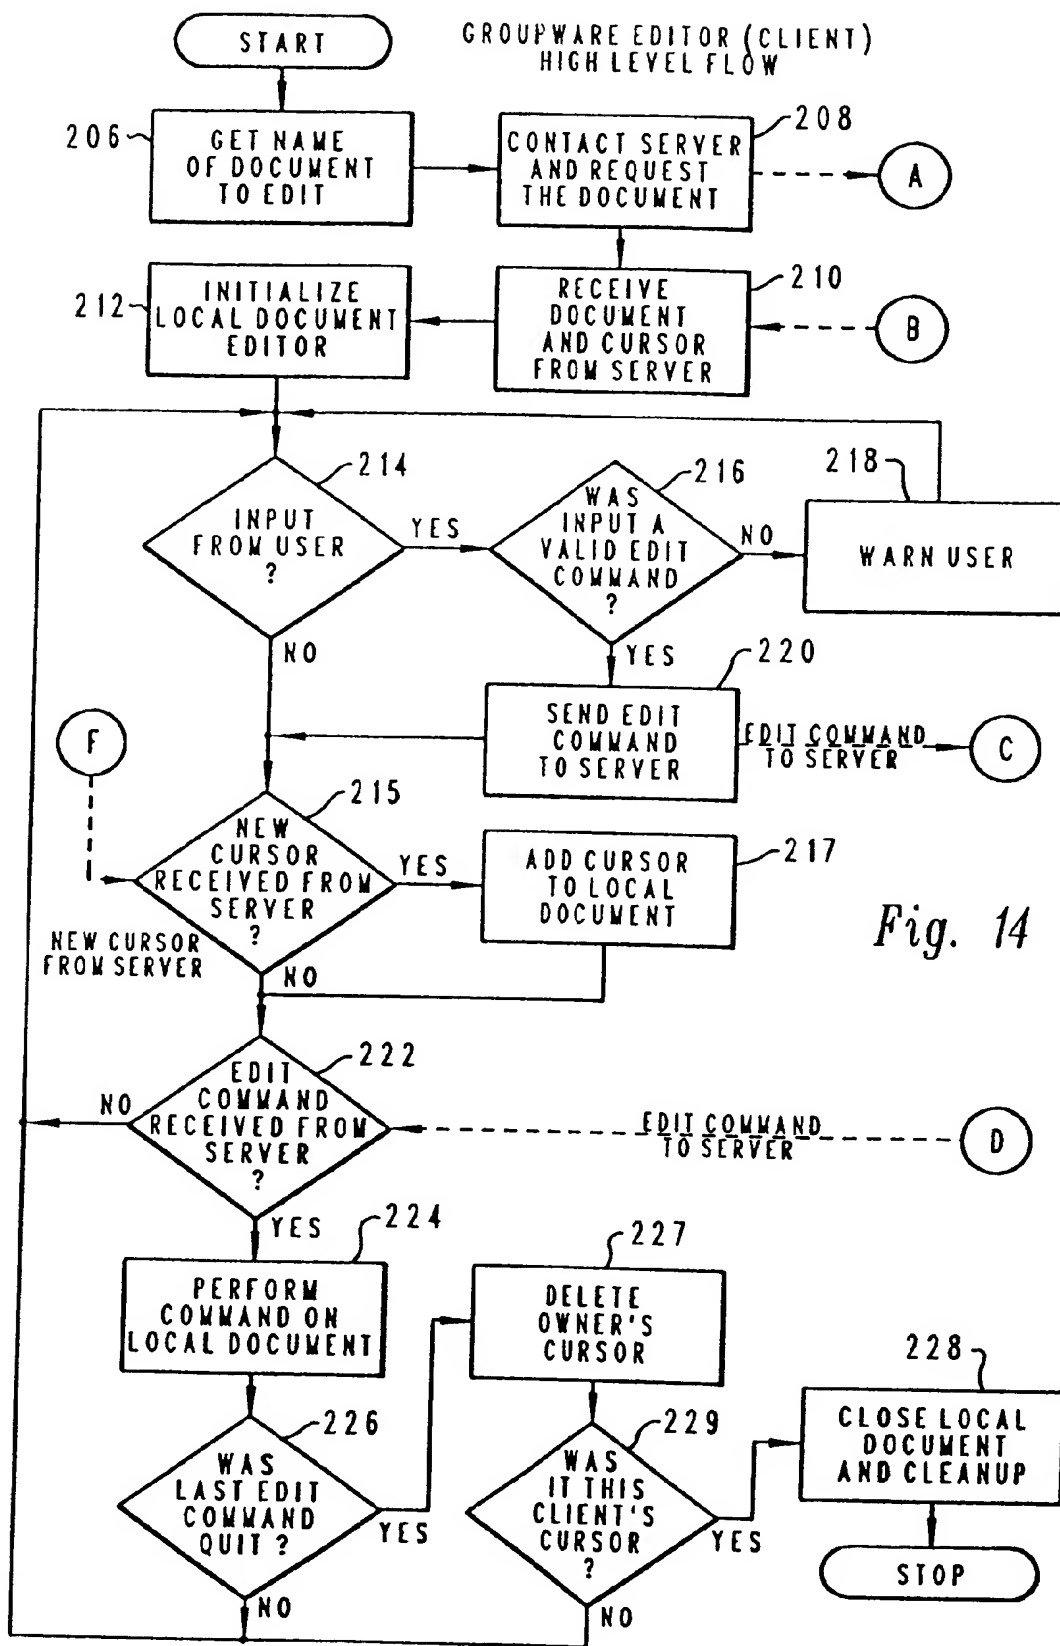 START
GROUPWARE EDITOR (CLIENT)
HIGH LEVEL FLOW
206
GET NAME
OF DOCUMENT
TO EDIT
208
CONTACT SERVER
AND REQUEST
THE DOCUMENT
A
212
INITIALIZE
LOCAL DOCUMENT
EDITOR
210
RECEIVE
DOCUMENT
AND CURSOR
FROM SERVER
B
214
INPUT
FROM USER
?
YES
NO
216
WAS
INPUT A
VALID EDIT
COMMAND
?
NO
YES
218
WARN USER
220
SEND EDIT
COMMAND
TO SERVER
EDIT COMMAND
TO SERVER
C
F
215
NEW
CURSOR
RECEIVED FROM
SERVER
?
YES
NO
NEW CURSOR
FROM SERVER
217
ADD CURSOR
TO LOCAL
DOCUMENT
Fig. 14
222
EDIT
COMMAND
RECEIVED FROM
SERVER
?
NO
YES
EDIT COMMAND
TO SERVER
D
224
PERFORM
COMMAND ON
LOCAL DOCUMENT
227
DELETE
OWNER'S
CURSOR
226
WAS
LAST EDIT
COMMAND
QUIT ?
YES
NO
229
WAS
IT THIS
CLIENT'S
CURSOR
?
YES
NO
228
CLOSE LOCAL
DOCUMENT
AND CLEANUP
STOP